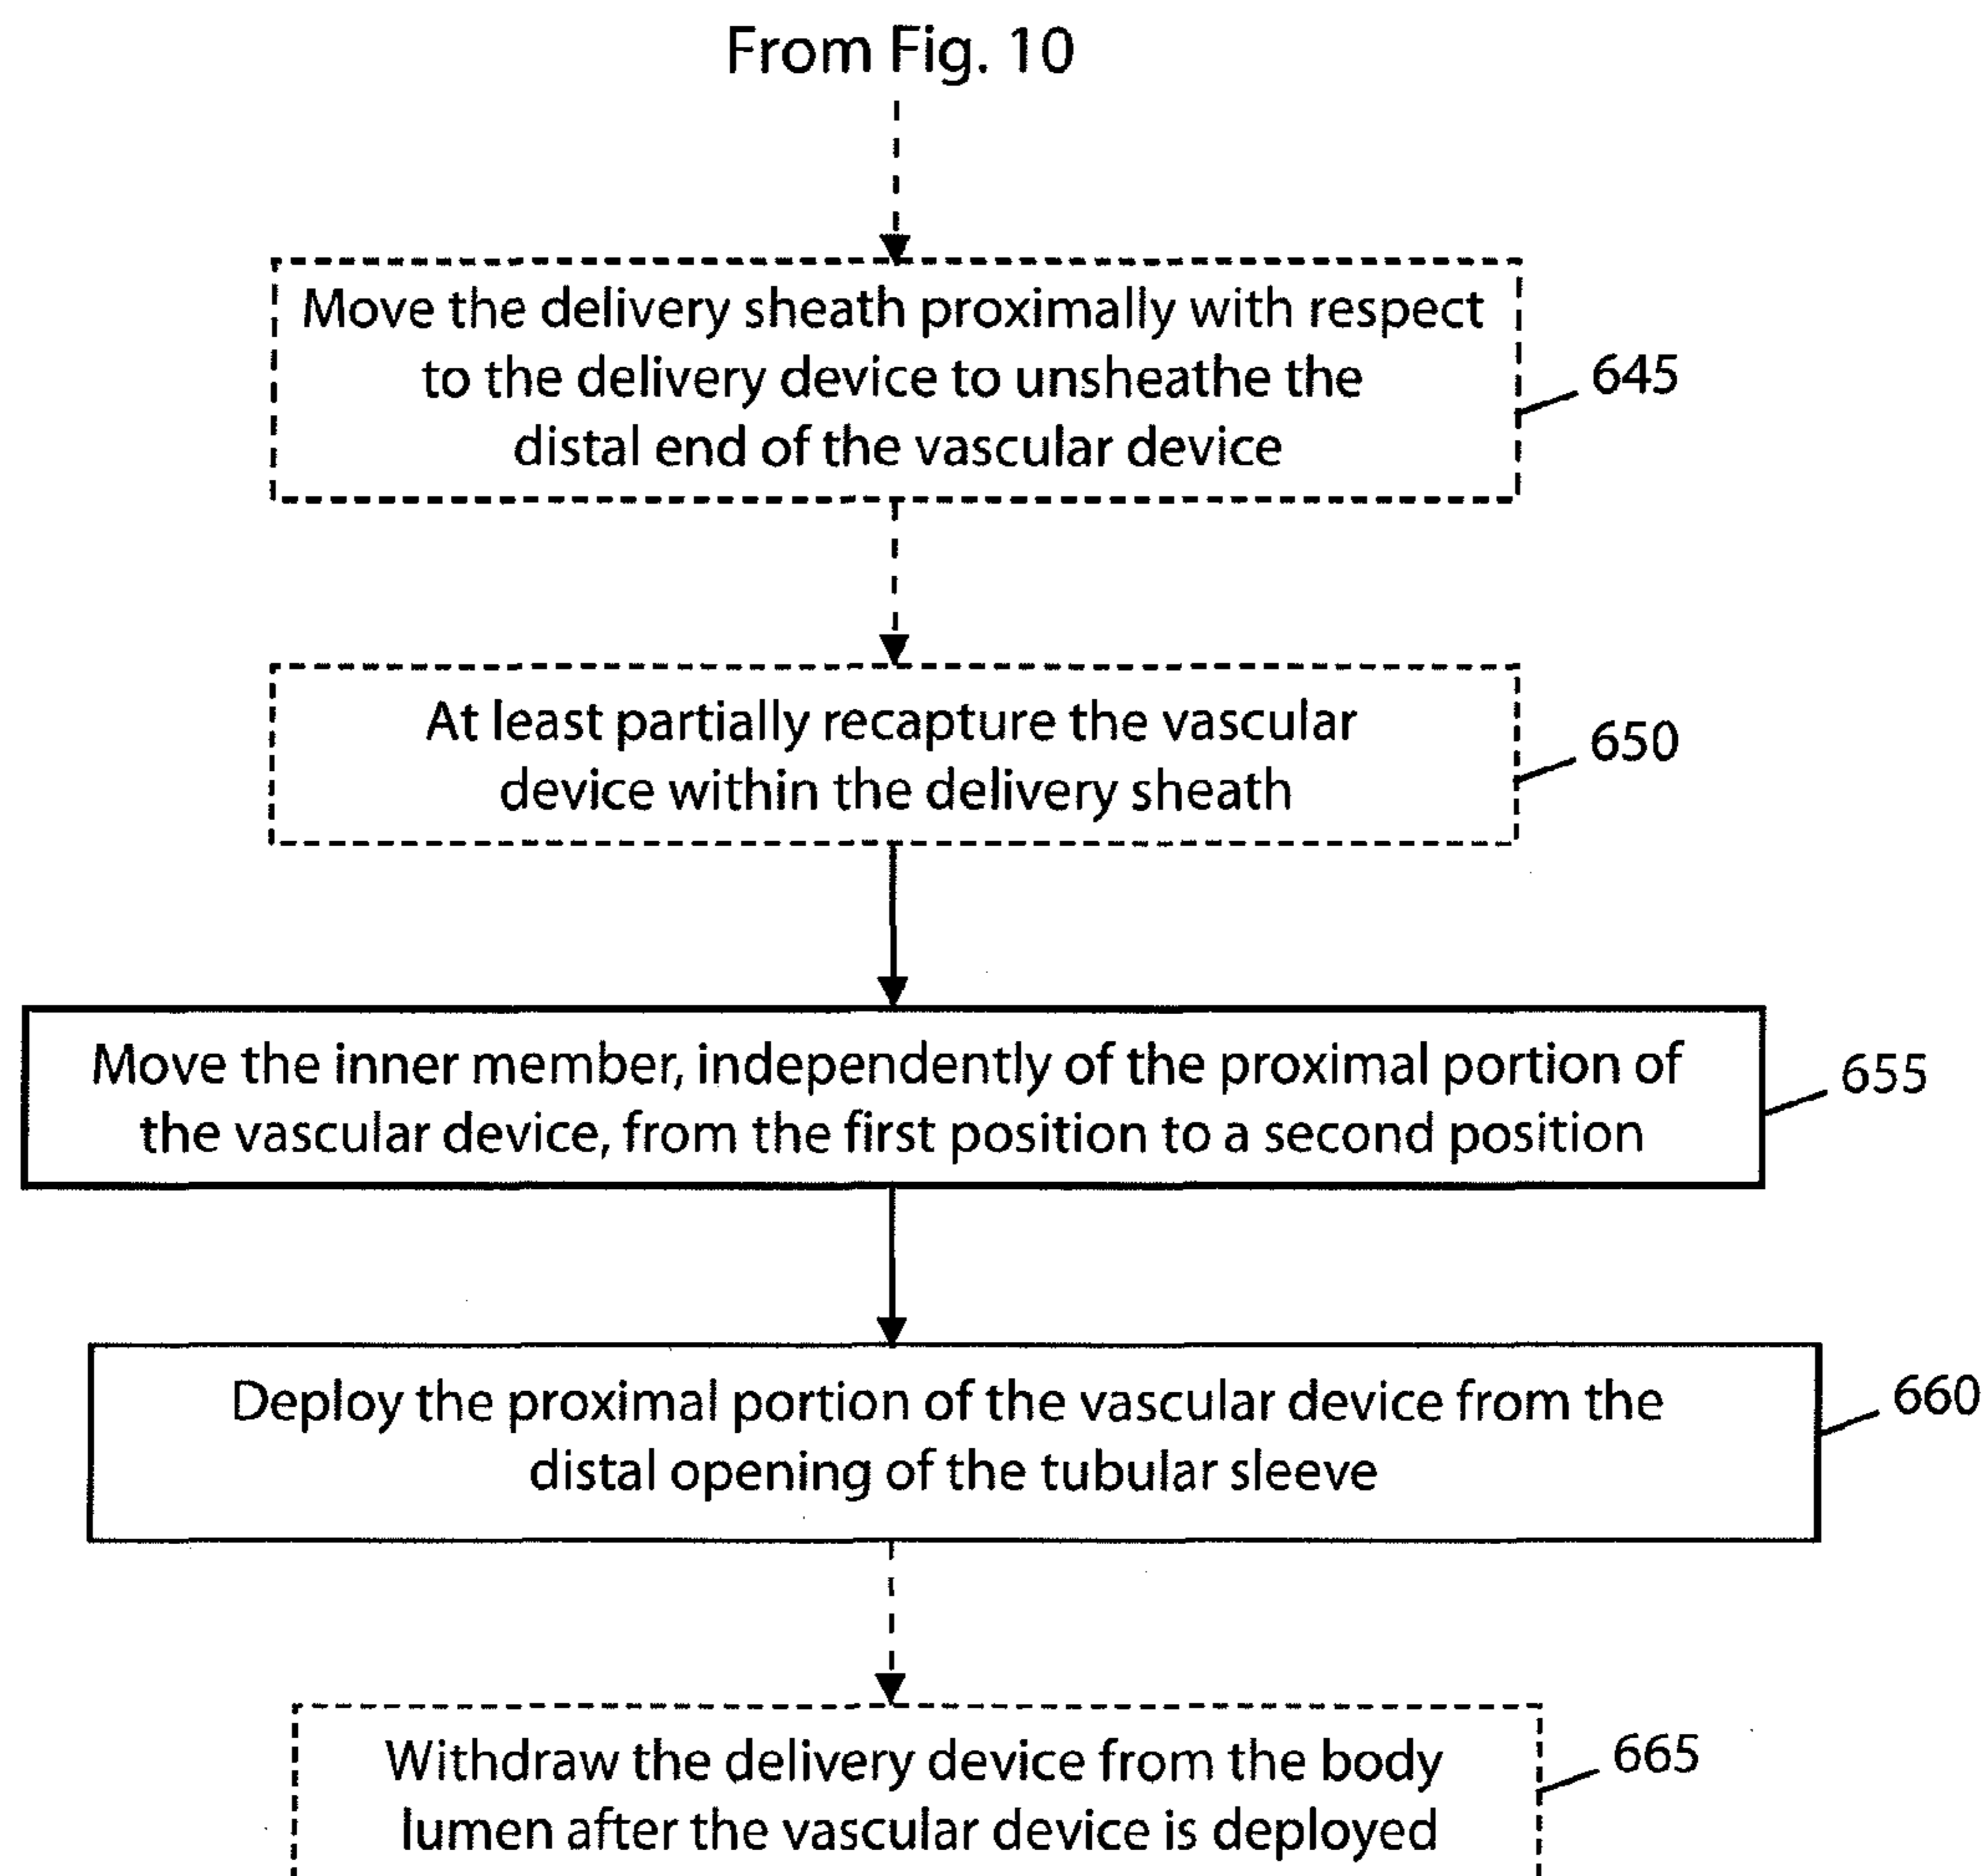 From Fig. 10
Move the delivery sheath proximally with respect
to the delivery device to unsheathe the
distal end of the vascular device
645
At least partially recapture the vascular
device within the delivery sheath
650
Move the inner member, independently of the proximal portion of
the vascular device, from the first position to a second position
655
Deploy the proximal portion of the vascular device from the
distal opening of the tubular sleeve
660
Withdraw the delivery device from the body
lumen after the vascular device is deployed
665